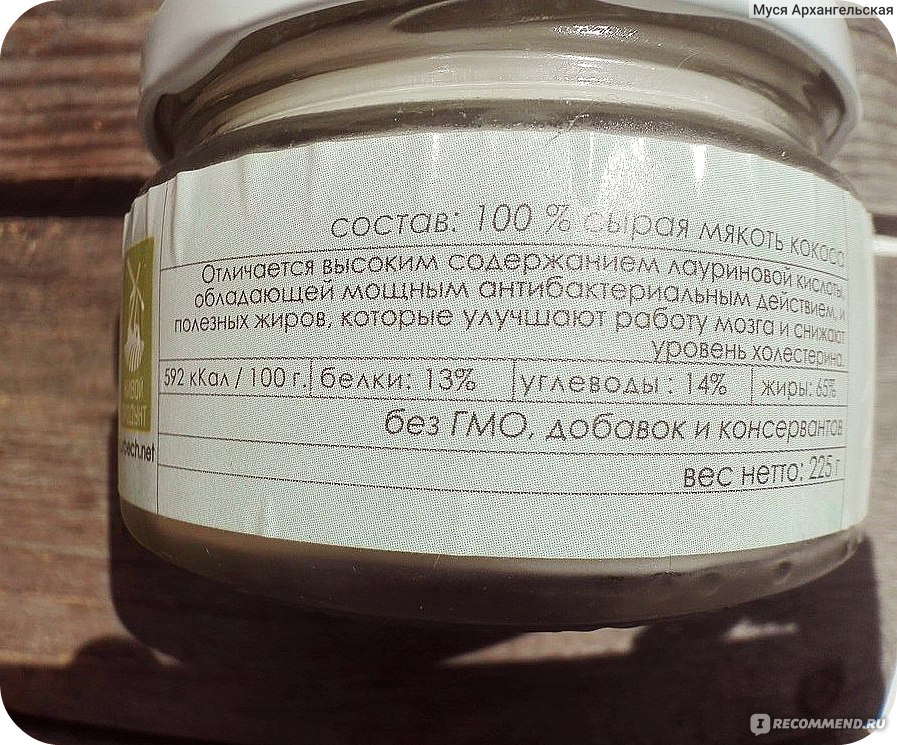 Муся Архангельская
состав: 100 % сырая мякоть кокоса
Отличается высоким содержанием лауриновой кислоты,
обладающей мощным антибактериальным действием, и
полезных жиров, которые улучшают работу мозга и снижают
уровень холестерина.
592 кКал / 100 г. белки: 13% углеводы : 14% жиры: 65%
без ГМО, добавок и консервантов
вес нетто: 225 г
IRECOMMEND.RU